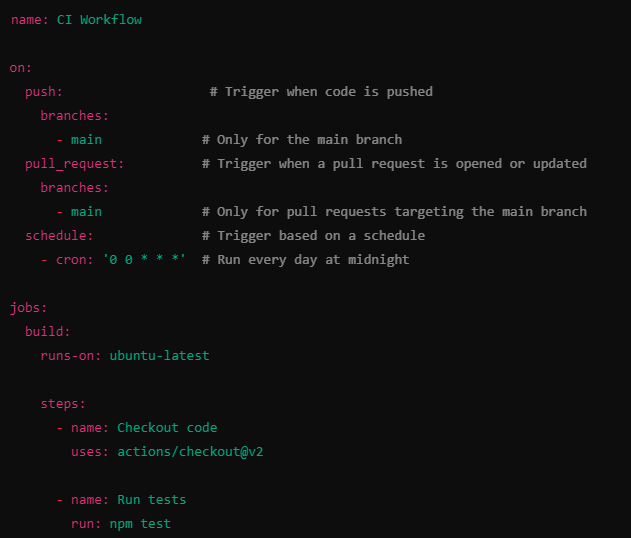 name: CI Workflow
on:
push: # Trigger when code is pushed
branches:
- main # Only for the main branch
pull_request: # Trigger when a pull request is opened or updated
branches:
- main # Only for pull requests targeting the main branch
schedule: # Trigger based on a schedule
- cron: '0 0 * * *' # Run every day at midnight
jobs:
build:
runs-on: ubuntu-latest
steps:
- name: Checkout code
uses: actions/checkout@v2
- name: Run tests
run: npm test